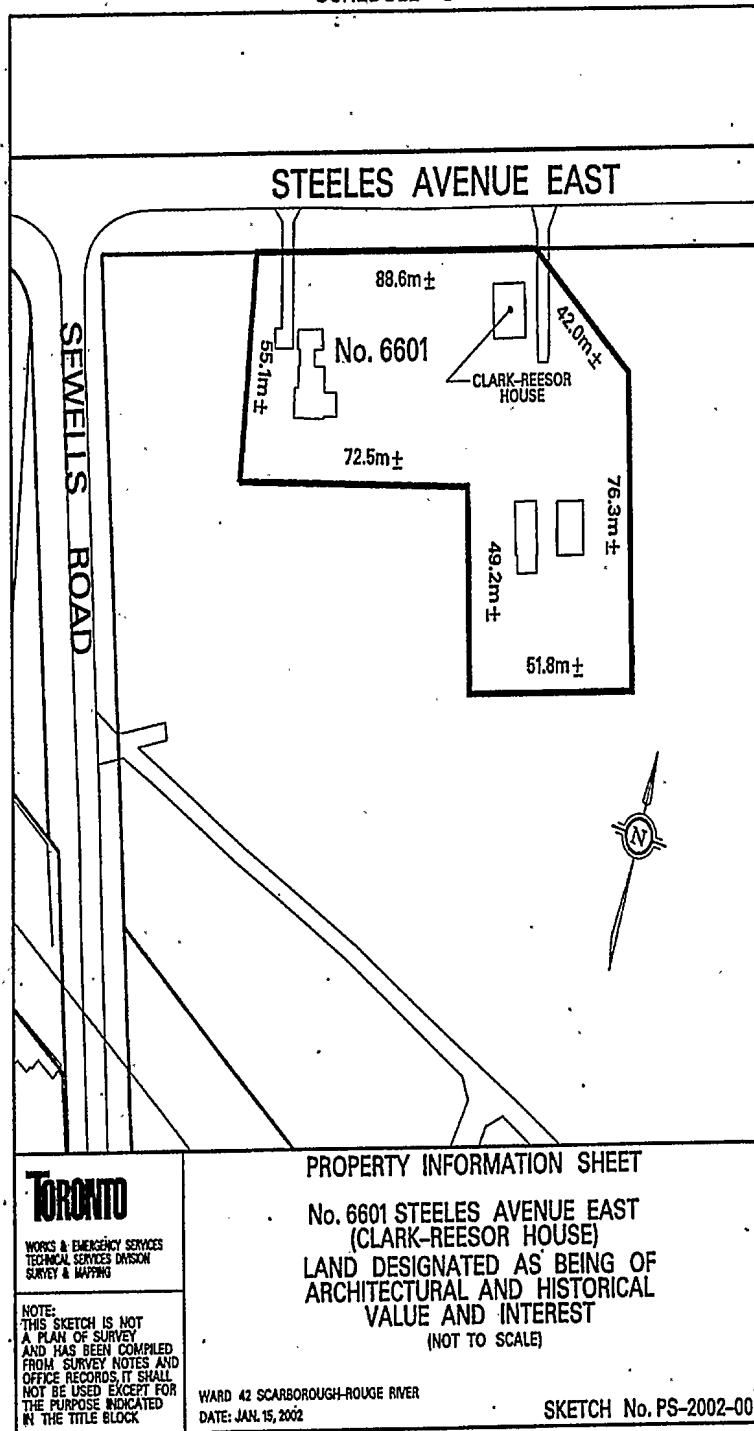 STEELES AVENUE EAST
88.6m±
42.0m±
SEWELLS ROAD
55.1m±
No. 6601
CLARK-REESOR
HOUSE
72.5m±
76.3m±
49.2m±
51.8m±
N
TORONTO
WORKS & EMERGENCY SERVICES
TECHNICAL SERVICES DIVISION
SURVEY & MAPPING
NOTE:
THIS SKETCH IS NOT
A PLAN OF SURVEY
AND HAS BEEN COMPILED
FROM SURVEY NOTES AND
OFFICE RECORDS, IT SHALL
NOT BE USED EXCEPT FOR
THE PURPOSE INDICATED
IN THE TITLE BLOCK
PROPERTY INFORMATION SHEET
No. 6601 STEELES AVENUE EAST
(CLARK-REESOR HOUSE)
LAND DESIGNATED AS BEING OF
ARCHITECTURAL AND HISTORICAL
VALUE AND INTEREST
(NOT TO SCALE)
WARD 42 SCARBOROUGH-ROUGE RIVER
DATE: JAN. 15, 2002
SKETCH No. PS-2002-00